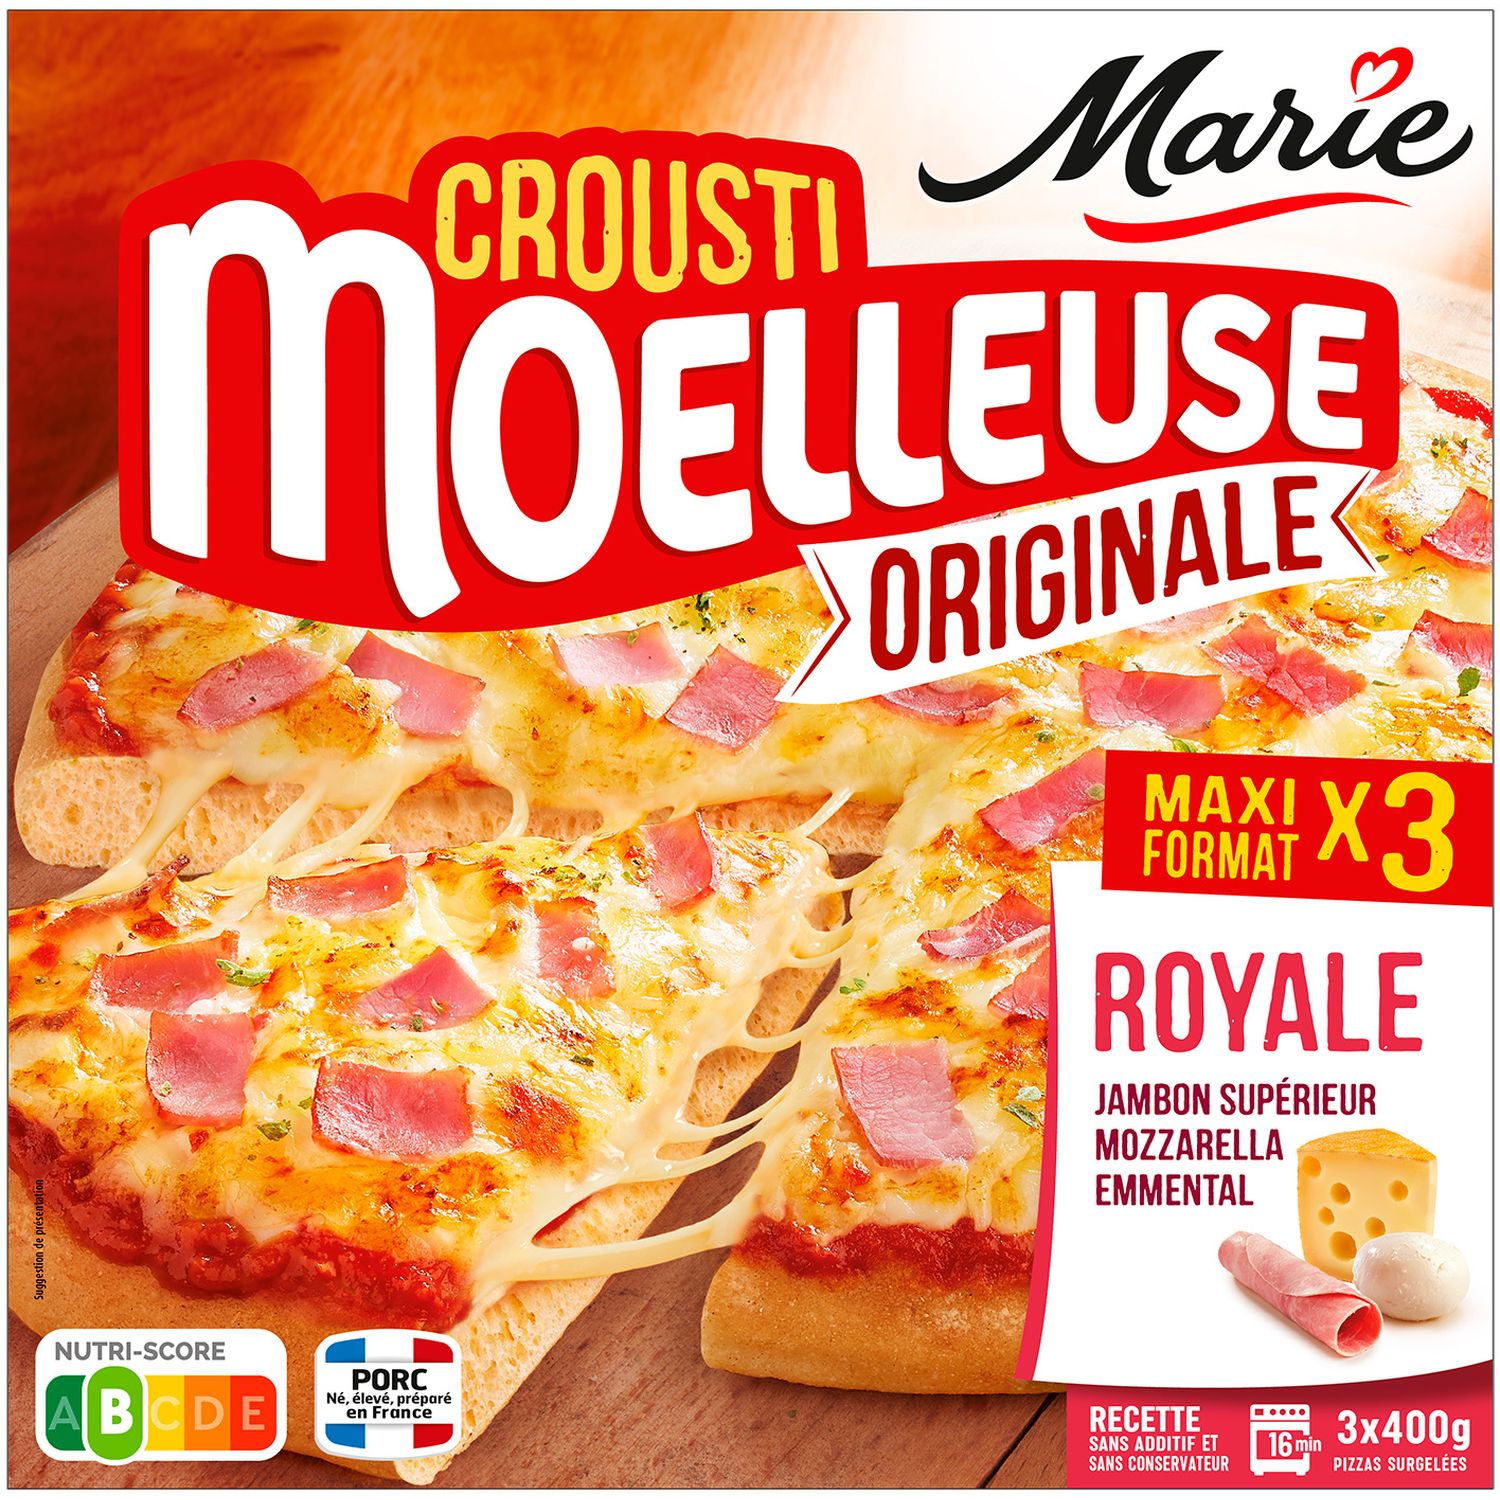 Marie
CROUSTI
MOELLEUSE
ORIGINALE
MAXI
FORMAT
X3
ROYALE
JAMBON SUPÉRIEUR
MOZZARELLA
EMMENTAL
Suggestion de présentation
NUTRI-SCORE
A B C D E
PORC
Né, élevé, préparé
en France
RECETTE
SANS ADDITIF ET
SANS CONSERVATEUR
16 min
3x400g
PIZZAS SURGELÉES